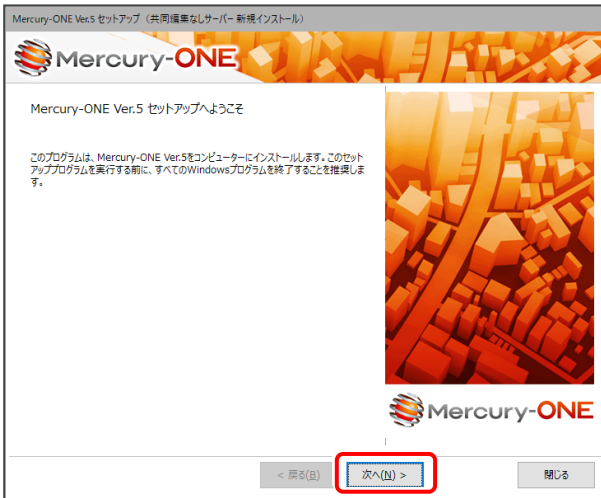 Mercury-ONE Ver.5 セットアップ（共同編集なしサーバー 新規インストール）
Mercury-ONE
Mercury-ONE Ver.5 セットアップへようこそ
このプログラムは、Mercury-ONE Ver.5をコンピューターにインストールします。このセット
アッププログラムを実行する前に、すべてのWindowsプログラムを終了することを推奨しま
す。
Mercury-ONE
< 戻る(B)
次へ(N) >
閉じる